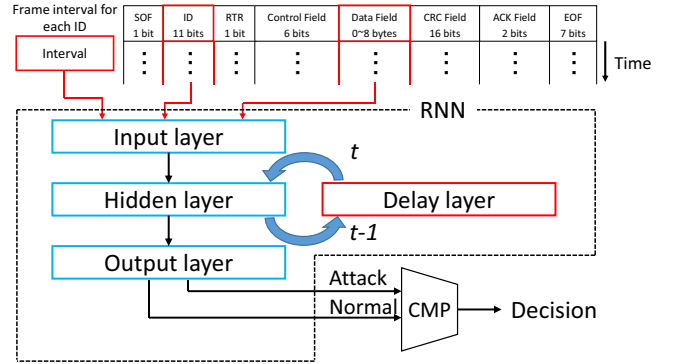 Frame interval for
each ID
Interval
SOF
1 bit
ID
11 bits
RTR
1 bit
Control Field
6 bits
Data Field
0~8 bytes
CRC Field
16 bits
ACK Field
2 bits
EOF
7 bits
Time
RNN
Input layer
t
Hidden layer
Delay layer
t-1
Output layer
Attack
Normal
CMP
Decision